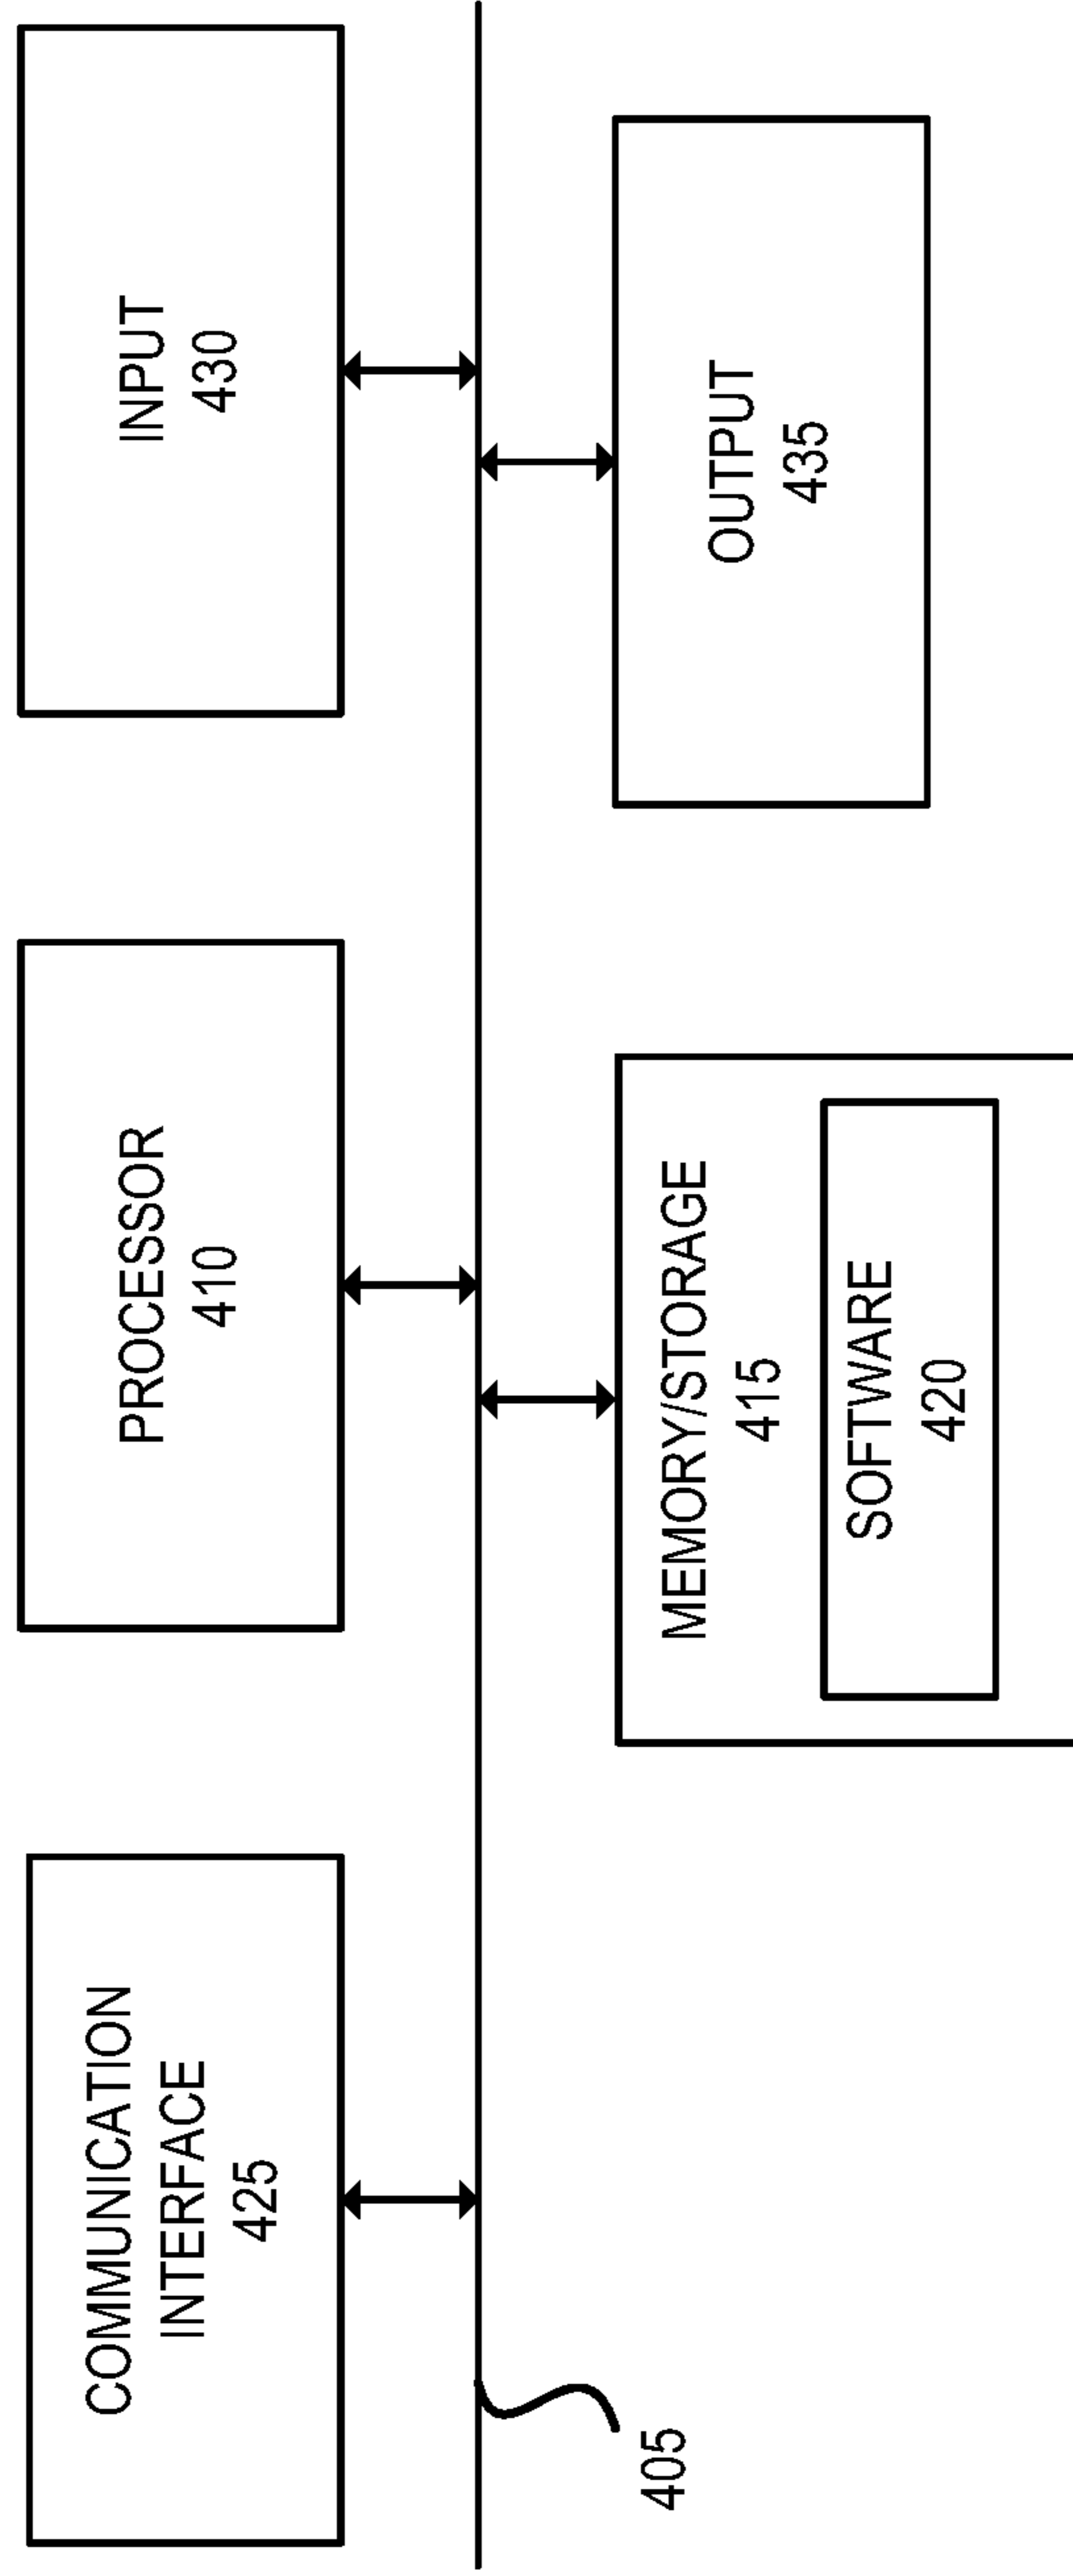 COMMUNICATION
INTERFACE
425
PROCESSOR
410
INPUT
430
405
MEMORY/STORAGE
415
SOFTWARE
420
OUTPUT
435